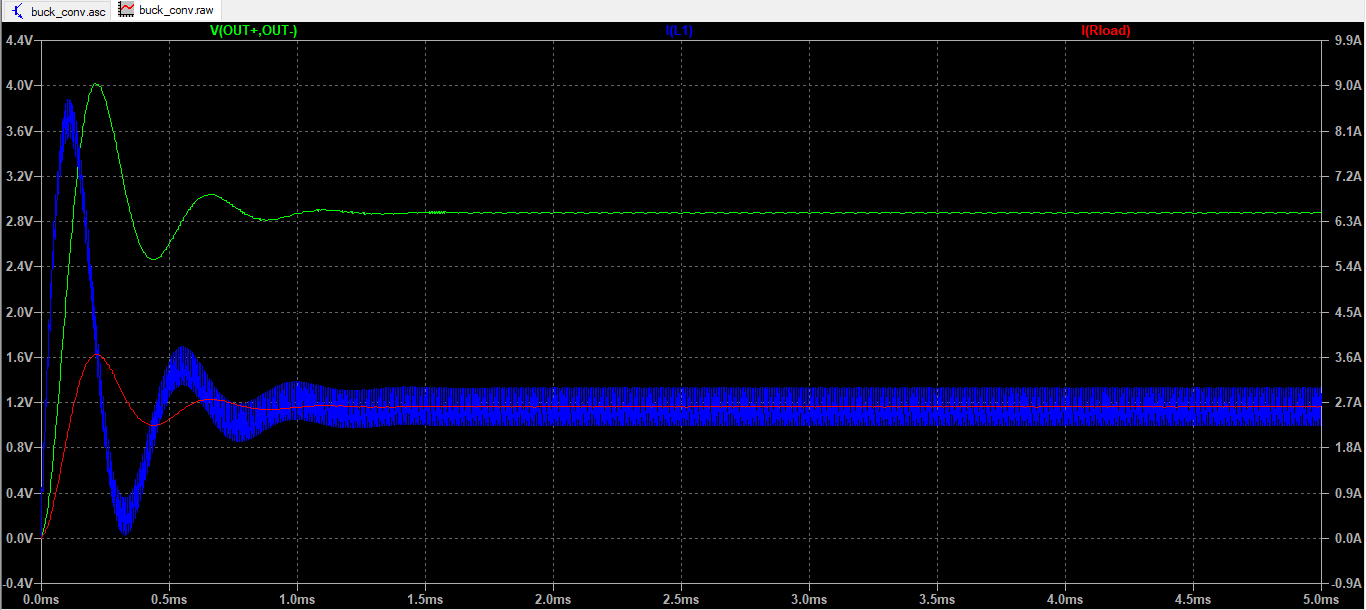 buck_conv.asc buck_conv.raw
V(OUT+,OUT-) I(L1) I(Rload)
4.4V 9.9A
4.0V 9.0A
3.6V 8.1A
3.2V 7.2A
2.8V 6.3A
2.4V 5.4A
2.0V 4.5A
1.6V 3.6A
1.2V 2.7A
0.8V 1.8A
0.4V 0.9A
0.0V 0.0A
-0.4V -0.9A
0.0ms 0.5ms 1.0ms 1.5ms 2.0ms 2.5ms 3.0ms 3.5ms 4.0ms 4.5ms 5.0ms